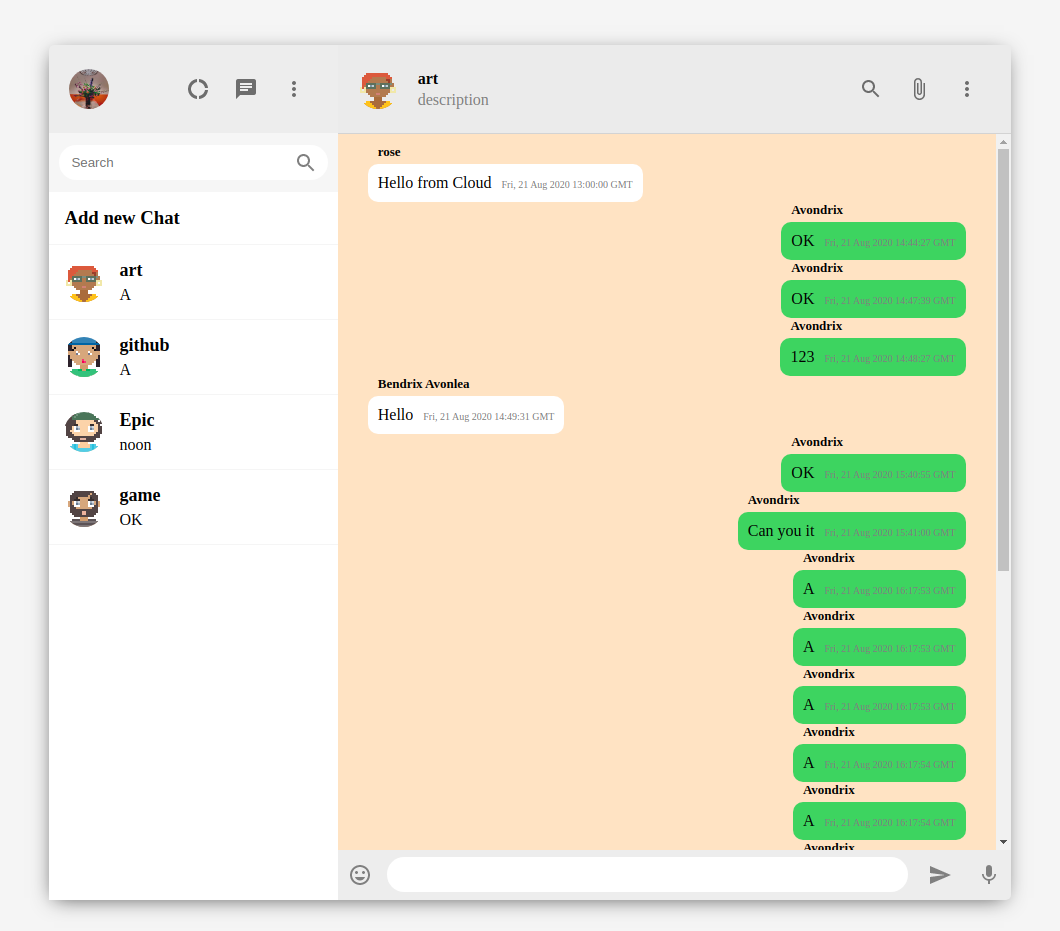 Search
Add new Chat
art
A
github
A
Epic
noon
game
OK
art
description
rose
Hello from Cloud Fri, 21 Aug 2020 13:00:00 GMT
Avondrix
OK Fri, 21 Aug 2020 14:44:27 GMT
Avondrix
OK Fri, 21 Aug 2020 14:47:39 GMT
Avondrix
123 Fri, 21 Aug 2020 14:48:27 GMT
Bendrix Avonlea
Hello Fri, 21 Aug 2020 14:49:31 GMT
Avondrix
OK Fri, 21 Aug 2020 15:40:55 GMT
Avondrix
Can you it Fri, 21 Aug 2020 15:41:00 GMT
Avondrix
A Fri, 21 Aug 2020 16:17:53 GMT
Avondrix
A Fri, 21 Aug 2020 16:17:53 GMT
Avondrix
A Fri, 21 Aug 2020 16:17:53 GMT
Avondrix
A Fri, 21 Aug 2020 16:17:54 GMT
Avondrix
A Fri, 21 Aug 2020 16:17:54 GMT
Avondrix